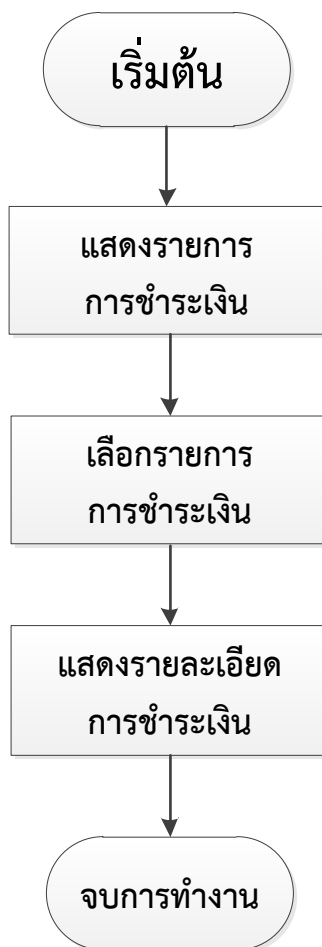 เริ่มต้น
แสดงรายการ
การชำระเงิน
เลือกรายการ
การชำระเงิน
แสดงรายละเอียด
การชำระเงิน
จบการทำงาน